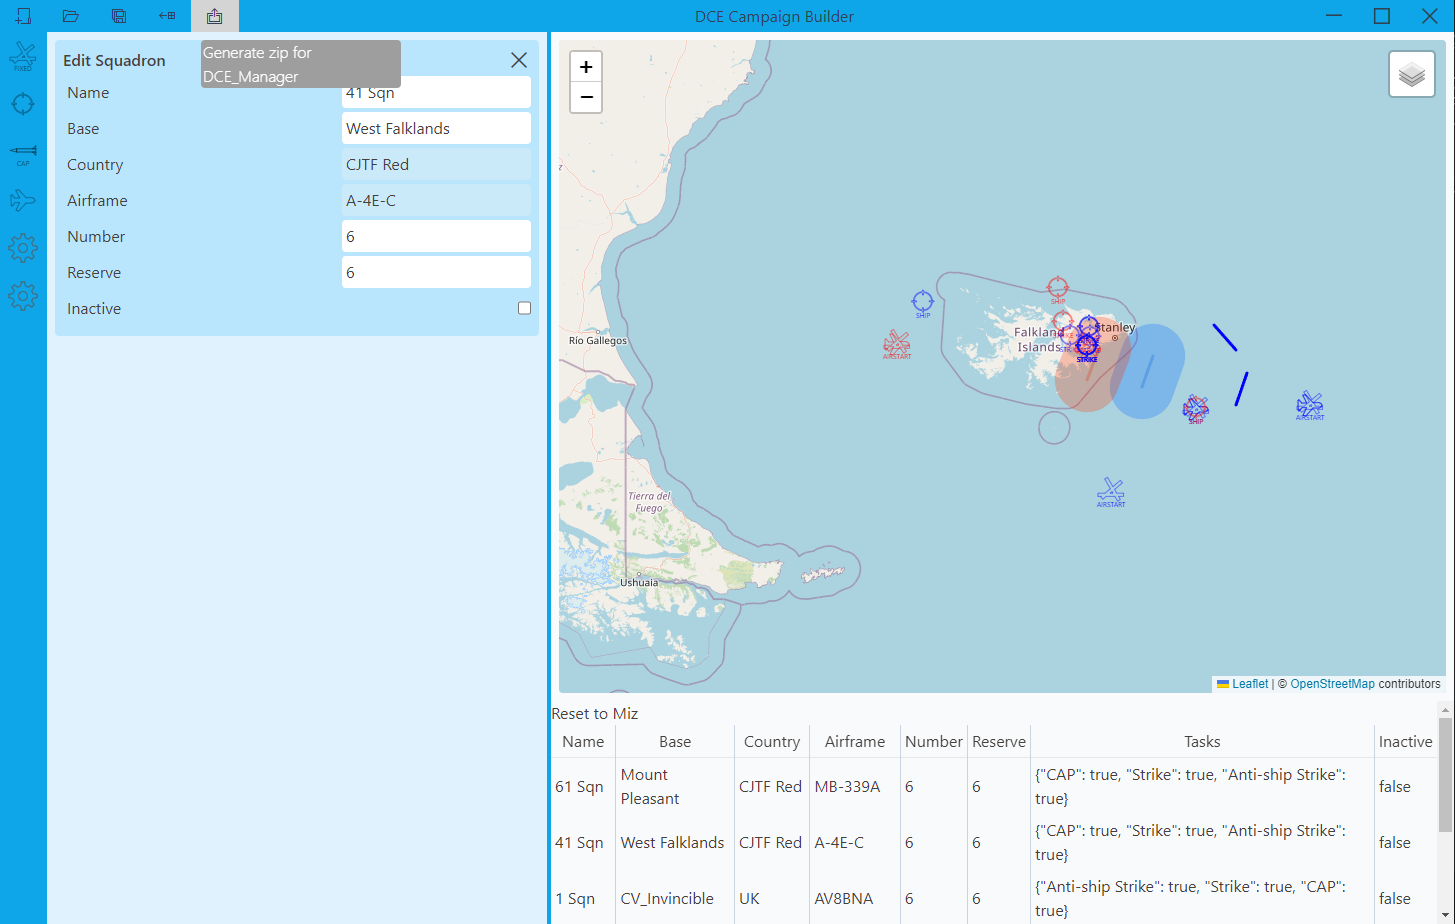 DCE Campaign Builder
Generate zip for
DCE_Manager
FIXED
CAP
Edit Squadron
Name
41 Sqn
Base
West Falklands
Country
CJTF Red
Airframe
A-4E-C
Number
6
Reserve
6
Inactive
+
−
SHIP
SHIP
AIRSTART
Falkland
Islands
Stanley
STRIKE
Río Gallegos
SHIP
AIRSTART
AIRSTART
Tierra del
Fuego
Ushuaia
Leaflet | © OpenStreetMap contributors
Reset to Miz
Name Base Country Airframe Number Reserve Tasks Inactive
61 Sqn Mount Pleasant CJTF Red MB-339A 6 6 {"CAP": true, "Strike": true, "Anti-ship Strike": true} false
41 Sqn West Falklands CJTF Red A-4E-C 6 6 {"CAP": true, "Strike": true, "Anti-ship Strike": true} false
1 Sqn CV_Invincible UK AV8BNA 6 6 {"Anti-ship Strike": true, "Strike": true, "CAP": true} false